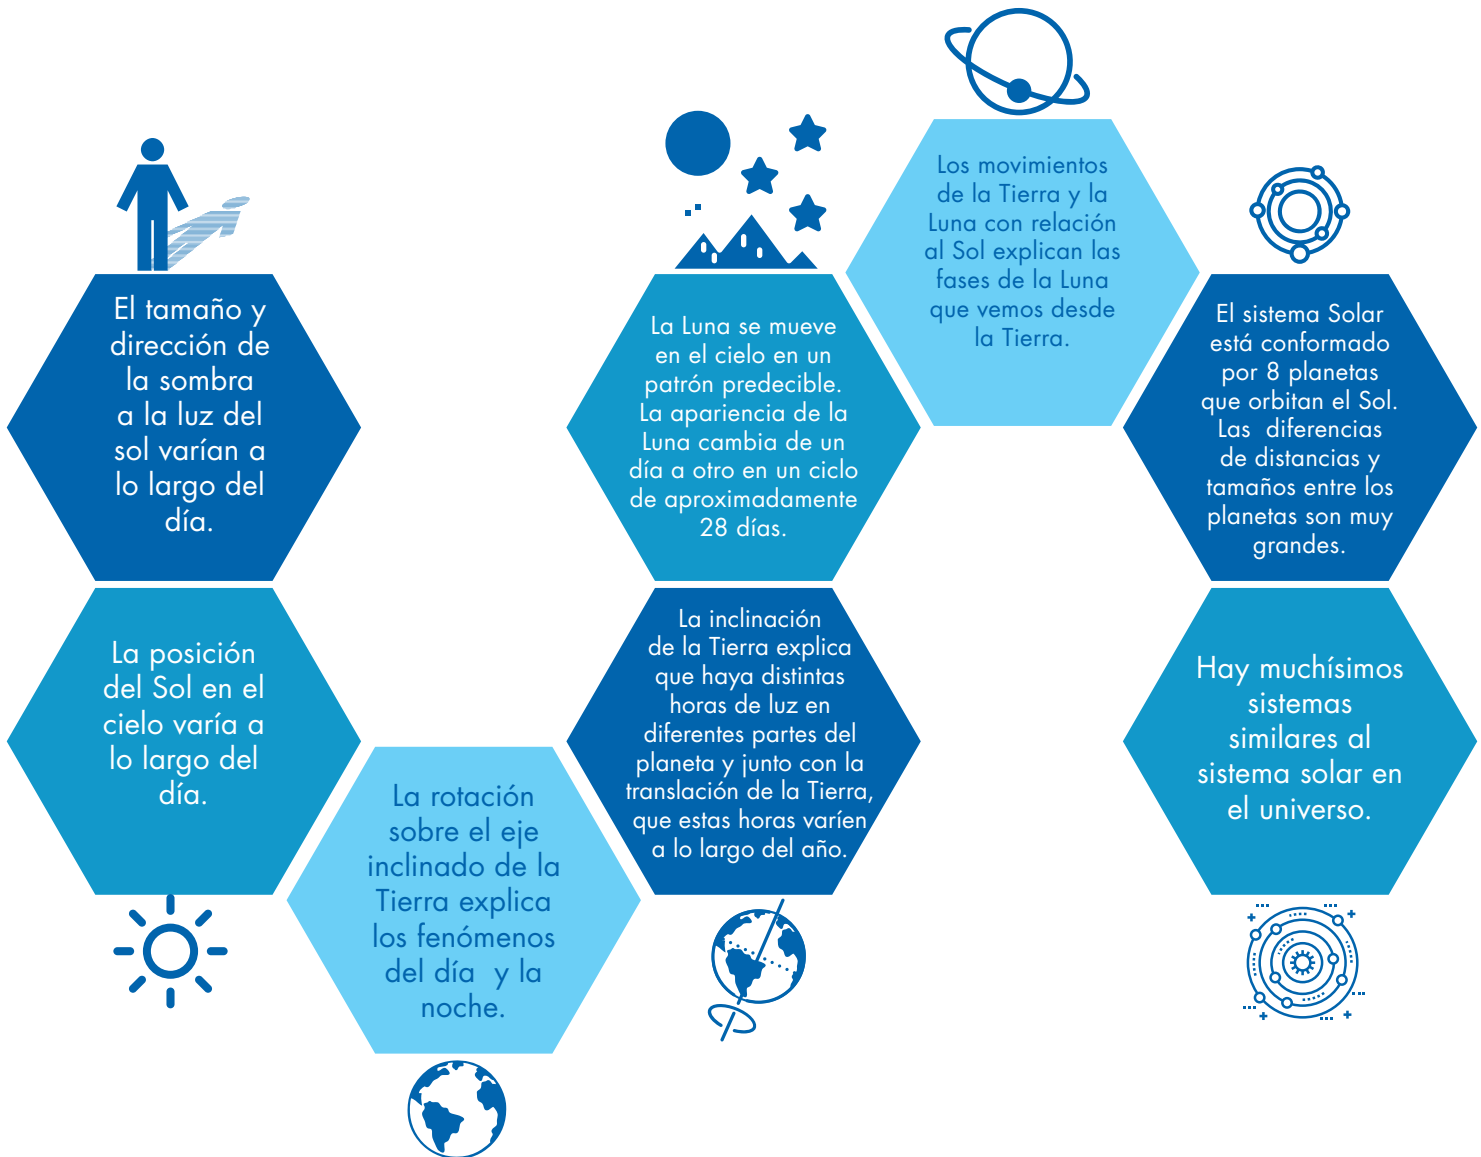 El tamaño y
dirección de
la sombra
a la luz del
sol varían a
lo largo del
día.
La posición
del Sol en el
cielo varía a
lo largo del
día.
La rotación
sobre el eje
inclinado de la
Tierra explica
los fenómenos
del día y la
noche.
La inclinación
de la Tierra explica
que haya distintas
horas de luz en
diferentes partes del
planeta y junto con la
translación de la Tierra,
que estas horas varíen
a lo largo del año.
La Luna se mueve
en el cielo en un
patrón predecible.
La apariencia de la
Luna cambia de un
día a otro en un ciclo
de aproximadamente
28 días.
Los movimientos
de la Tierra y la
Luna con relación
al Sol explican las
fases de la Luna
que vemos desde
la Tierra.
El sistema Solar
está conformado
por 8 planetas
que orbitan el Sol.
Las diferencias
de distancias y
tamaños entre los
planetas son muy
grandes.
Hay muchísimos
sistemas
similares al
sistema solar en
el universo.